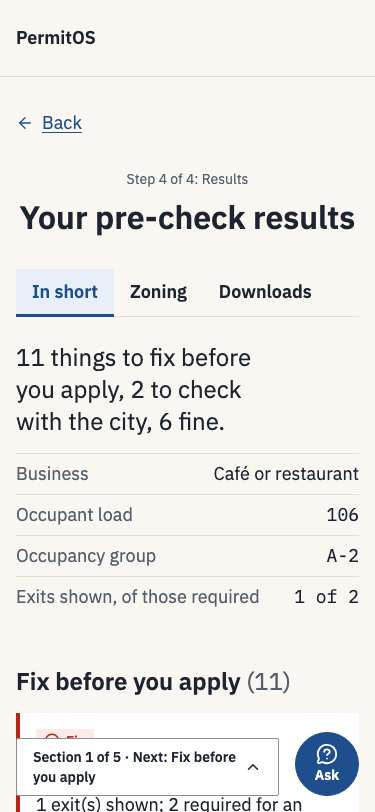 PermitOS
← Back
Step 4 of 4: Results
Your pre-check results
In short Zoning Downloads
11 things to fix before
you apply, 2 to check
with the city, 6 fine.
Business Café or restaurant
Occupant load 106
Occupancy group A-2
Exits shown, of those required 1 of 2
Fix before you apply (11)
Section 1 of 5 · Next: Fix before
you apply
Ask
1 exit(s) shown; 2 required for an